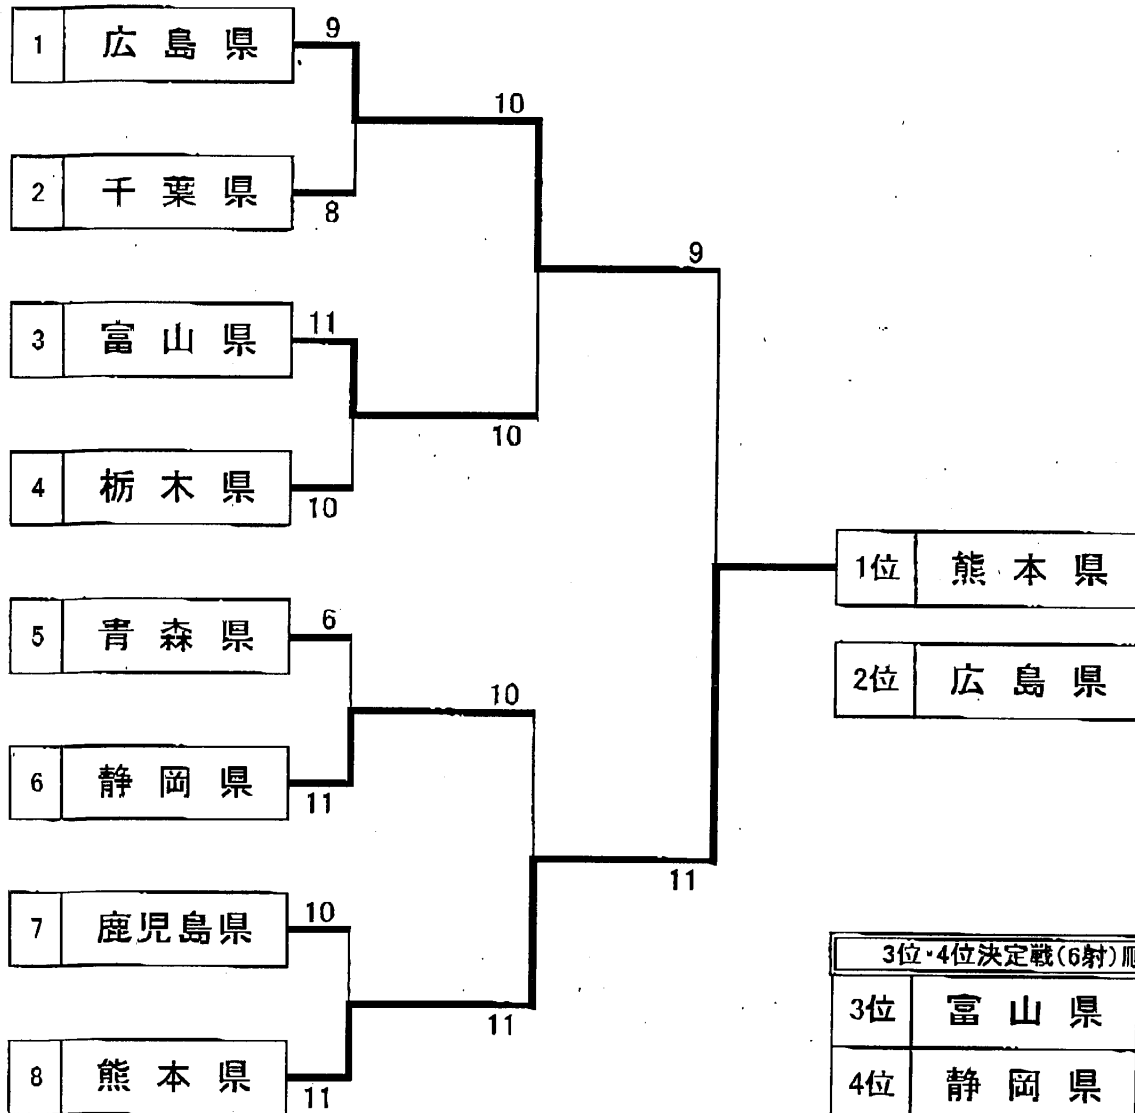 1 広島県 9
10
2 千葉県 8
9
3 富山県 11
10
4 栃木県 10
1位 熊本県
5 青森県 6
2位 広島県
10
6 静岡県 11
11
7 鹿児島県 10
3位・4位決定戦(6射)
11
3位 富山県
8 熊本県 11
4位 静岡県